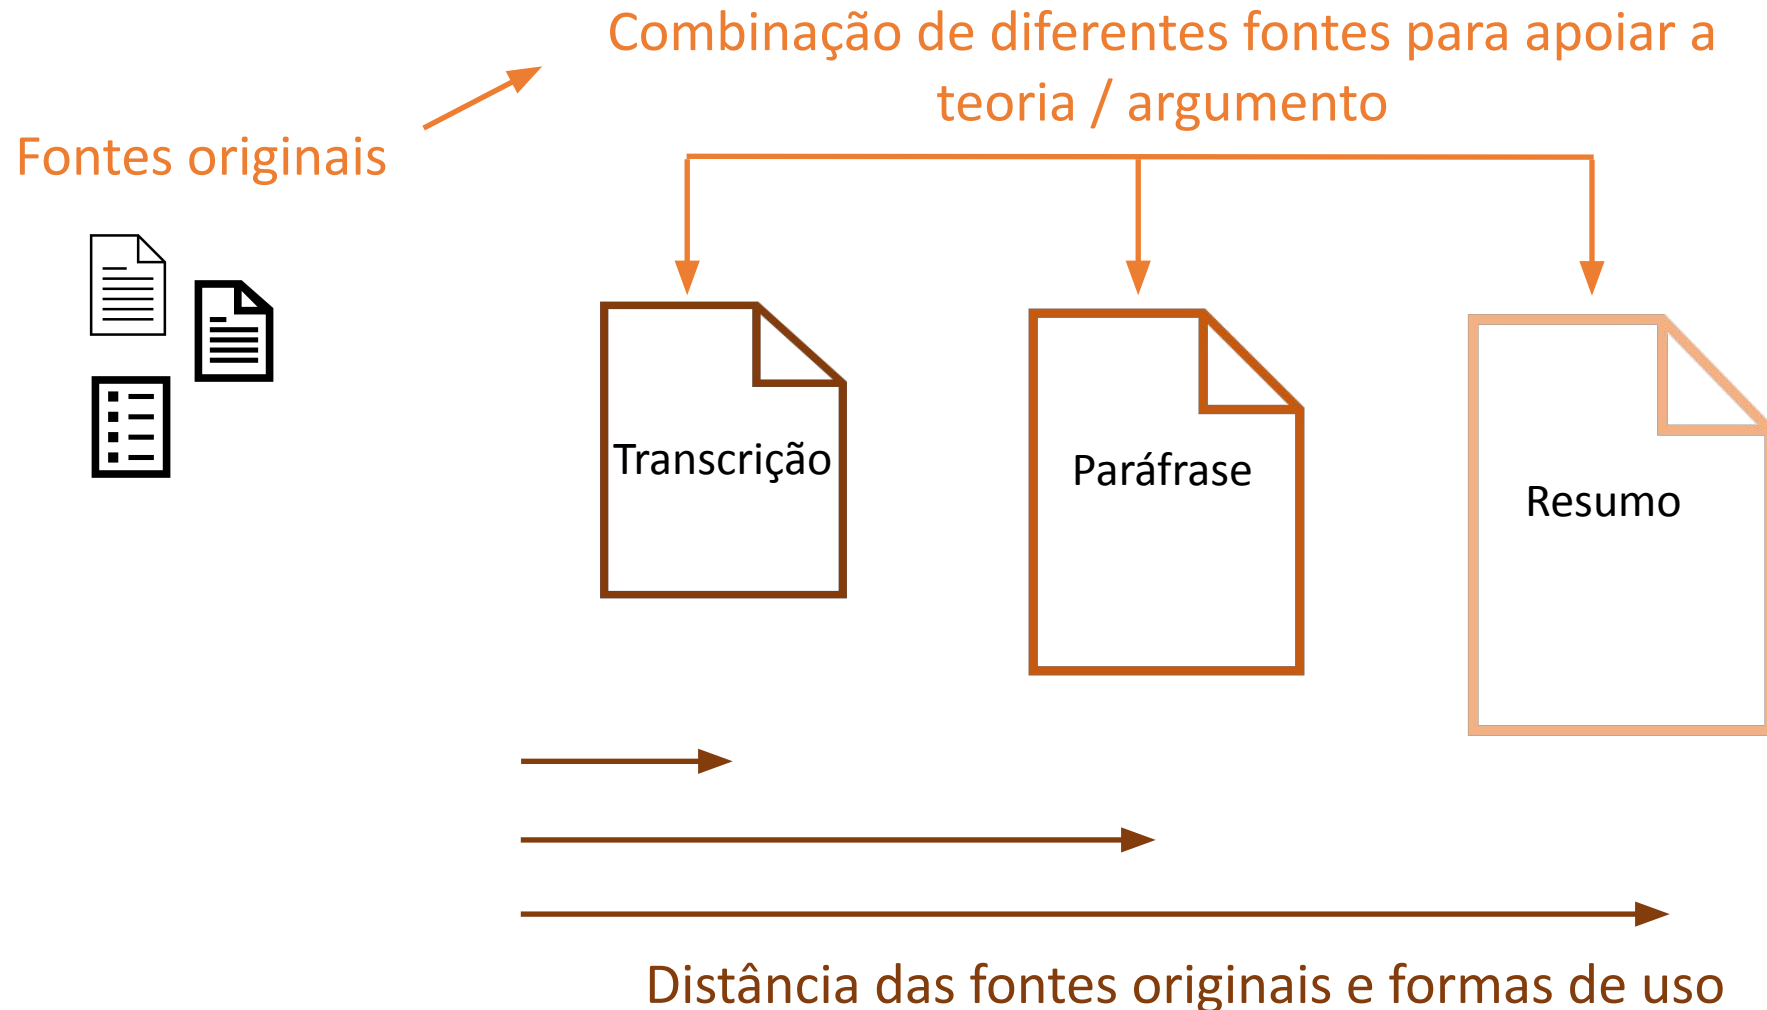 Combinação de diferentes fontes para apoiar a
teoria / argumento
Fontes originais
Transcrição
Paráfrase
Resumo
Distância das fontes originais e formas de uso